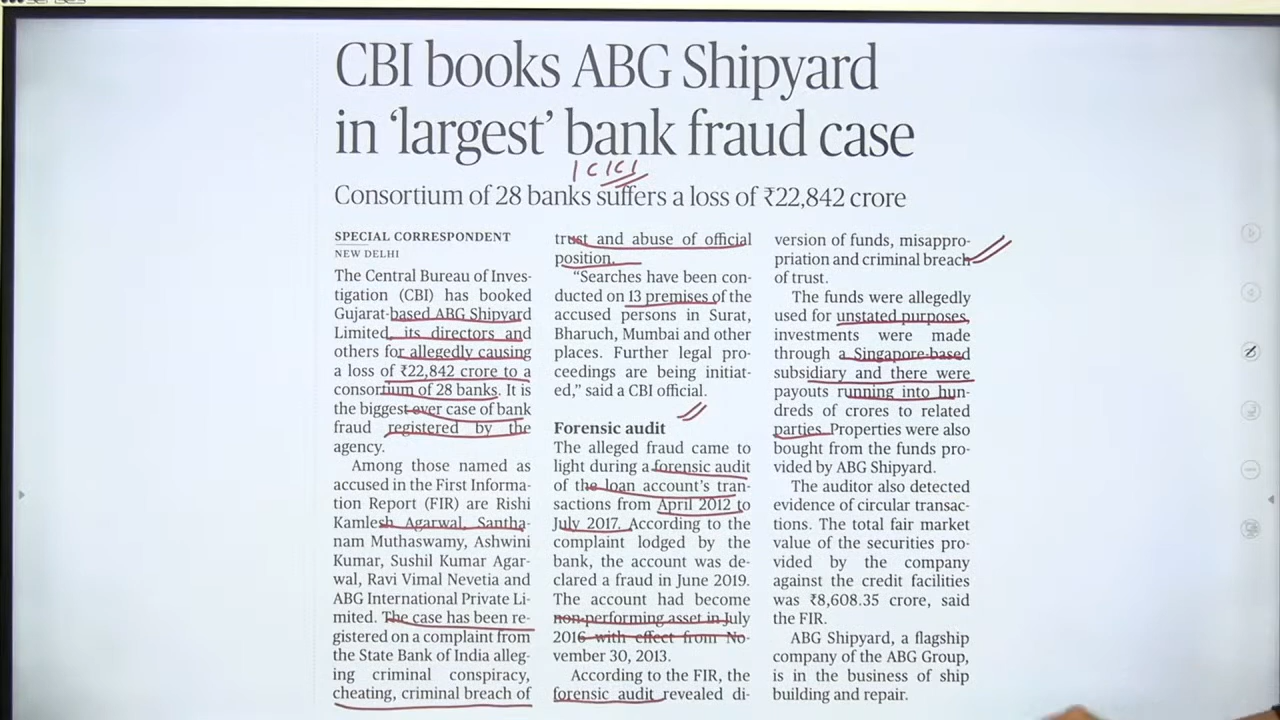 CBI books ABG Shipyard
in ‘largest’ bank fraud case
ICICI
Consortium of 28 banks suffers a loss of ₹22,842 crore
SPECIAL CORRESPONDENT
NEW DELHI
The Central Bureau of Inves-
tigation (CBI) has booked
Gujarat-based ABG Shipyard
Limited, its directors and
others for allegedly causing
a loss of ₹22,842 crore to a
consortium of 28 banks. It is
the biggest-ever case of bank
fraud registered by the
agency.
Among those named as
accused in the First Informa-
tion Report (FIR) are Rishi
Kamlesh Agarwal, Santha-
nam Muthaswamy, Ashwini
Kumar, Sushil Kumar Agar-
wal, Ravi Vimal Nevetia and
ABG International Private Li-
mited. The case has been re-
gistered on a complaint from
the State Bank of India alleg-
ing criminal conspiracy,
cheating, criminal breach of
trust and abuse of official
position.
“Searches have been con-
ducted on 13 premises of the
accused persons in Surat,
Bharuch, Mumbai and other
places. Further legal pro-
ceedings are being initiat-
ed,” said a CBI official.
Forensic audit
The alleged fraud came to
light during a forensic audit
of the loan account’s tran-
sactions from April 2012 to
July 2017. According to the
complaint lodged by the
bank, the account was de-
clared a fraud in June 2019.
The account had become
non-performing asset in July
2016 with effect from No-
vember 30, 2013.
According to the FIR, the
forensic audit revealed di-
version of funds, misappro-
priation and criminal breach
of trust.
The funds were allegedly
used for unstated purposes,
investments were made
through a Singapore-based
subsidiary and there were
payouts running into hun-
dreds of crores to related
parties. Properties were also
bought from the funds pro-
vided by ABG Shipyard.
The auditor also detected
evidence of circular transac-
tions. The total fair market
value of the securities pro-
vided by the company
against the credit facilities
was ₹8,608.35 crore, said
the FIR.
ABG Shipyard, a flagship
company of the ABG Group,
is in the business of ship
building and repair.